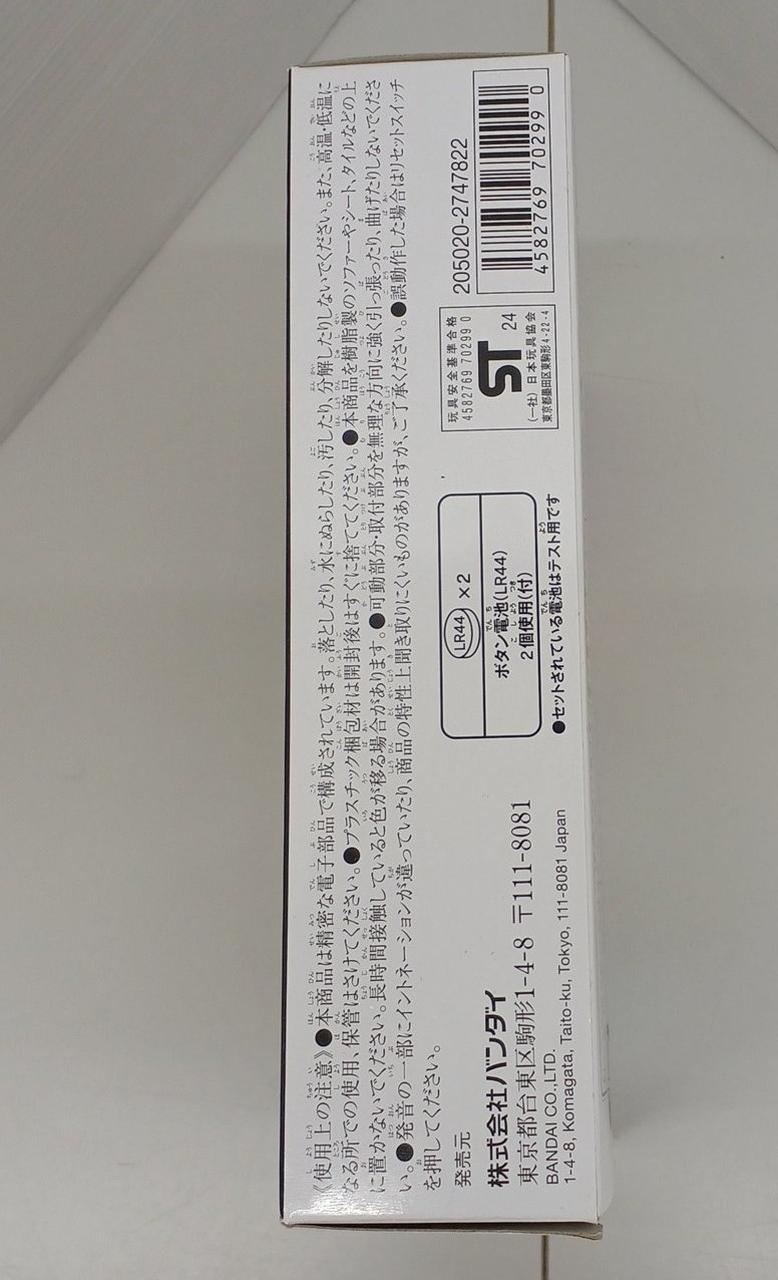 《使用上の注意》●本商品は精密な電子部品で構成されています。落としたり、水にぬらしたり、汚したり、分解したりしないでください。また、高温・低温に
なる所での使用、保管はさけてください。●プラスチック梱包材は開封後はすぐに捨ててください。●本商品を樹脂製のソファーやシート、タイルなどの上
に置かないでください。長時間接触していると色が移る場合があります。●可動部分・取付部分を無理な方向に強く引っ張ったり、曲げたりしないでくださ
い。●発音の一部にイントネーションが違っていたり、商品の特性上聞き取りにくいものがありますが、ご了承ください。●誤動作した場合はリセットスイッチ
を押してください。
発売元
株式会社バンダイ
東京都台東区駒形1-4-8 〒111-8081
BANDAI CO.,LTD.
1-4-8, Komagata, Taito-ku, Tokyo, 111-8081 Japan
LR44 ×2
ボタン電池(LR44)
2個使用(付)
●セットされている電池はテスト用です
玩具安全基準合格
4582769 70299 0
ST 24
(一社)日本玩具協会
東京都墨田区東駒形4-22-4
205020-2747822
4582769 702990